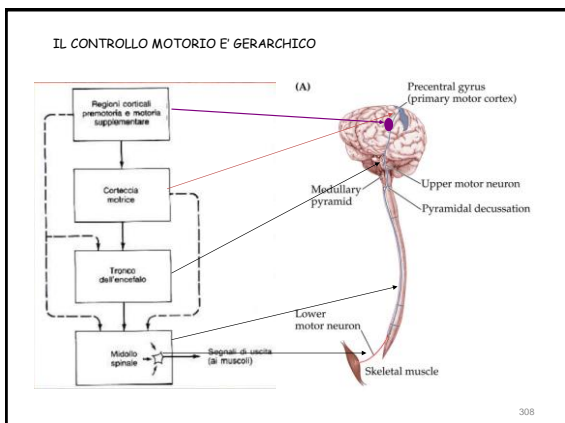 IL CONTROLLO MOTORIO E' GERARCHICO
Regioni corticali
premotoria e motoria
supplementare
Corteccia
motrice
Tronco
dell'encefalo
Midollo
spinale
Segnali di uscita
(ai muscoli)
(A)
Precentral gyrus
(primary motor cortex)
Medullary
pyramid
Upper motor neuron
Pyramidal decussation
Lower
motor neuron
Skeletal muscle
308